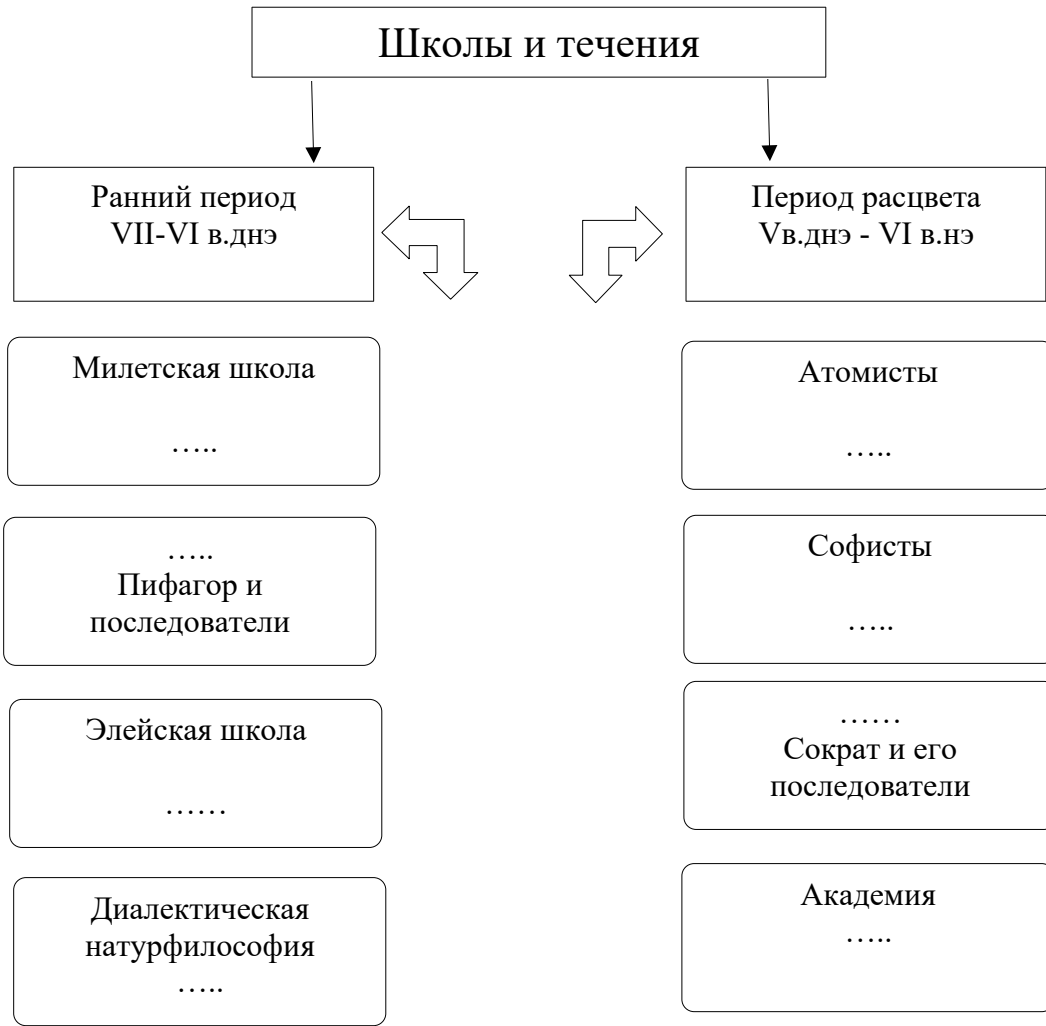 Школы и течения
Ранний период
VII-VI в.днэ
Период расцвета
Vв.днэ - VI в.нэ
Милетская школа
…..
Атомисты
…..
…..
Пифагор и
последователи
Софисты
…..
Элейская школа
……
……
Сократ и его
последователи
Диалектическая
натурфилософия
…..
Академия
…..